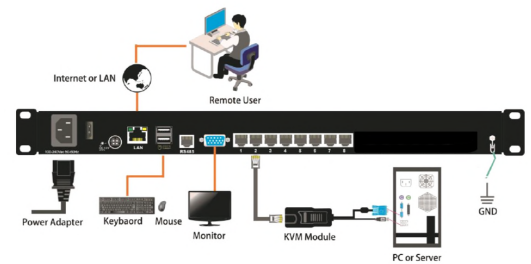 Internet or LAN
Remote User
LAN
RS485
1 2 3 4 5 6 7 8
Power Adapter
Keybaord
Mouse
Monitor
KVM Module
PC or Server
GND